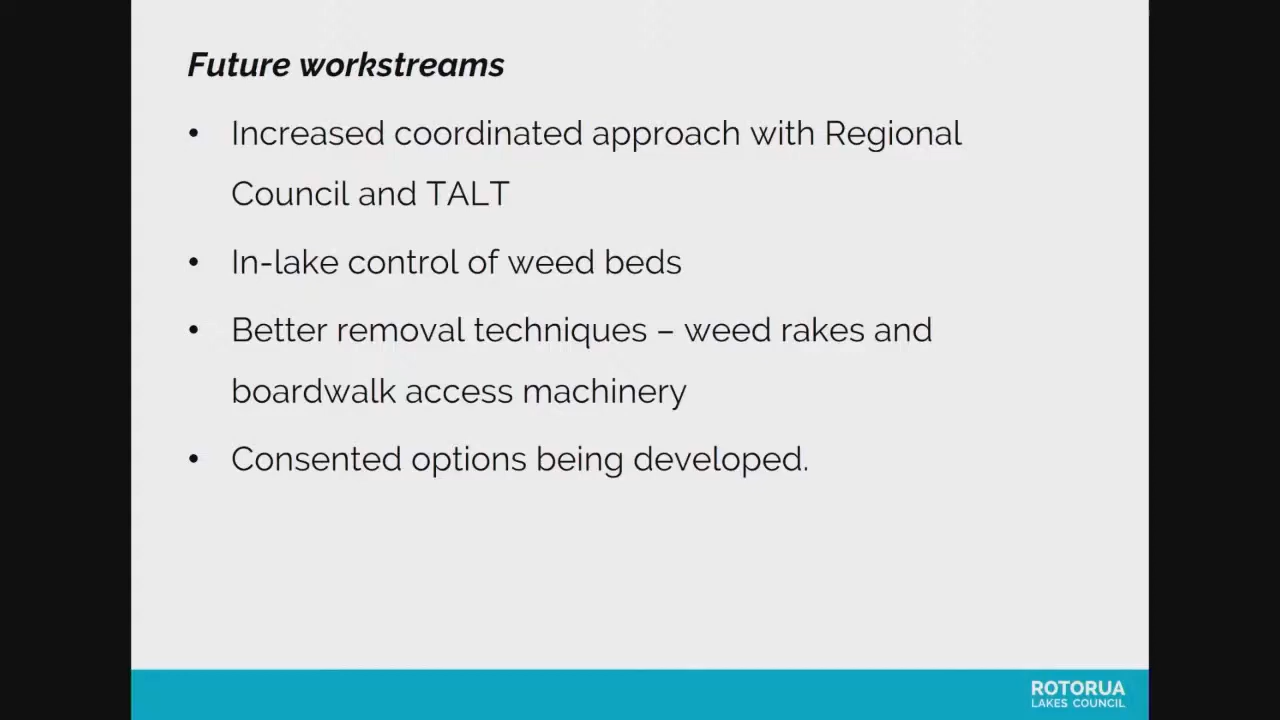 Future workstreams
• Increased coordinated approach with Regional
Council and TALT
• In-lake control of weed beds
• Better removal techniques – weed rakes and
boardwalk access machinery
• Consented options being developed.
ROTORUA
LAKES COUNCIL